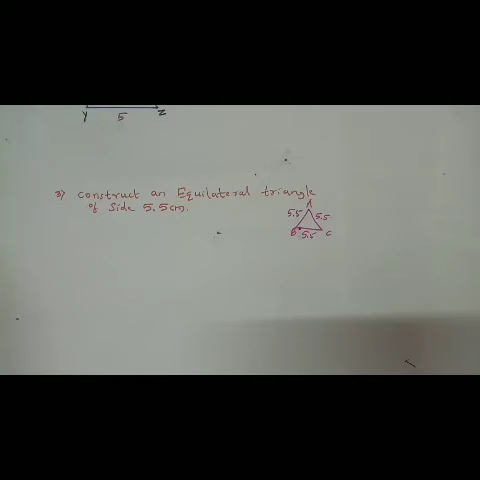 Y 5 Z
3) construct an Equilateral triangle
of side 5.5cm.
A
5.5 5.5
B 5.5 C